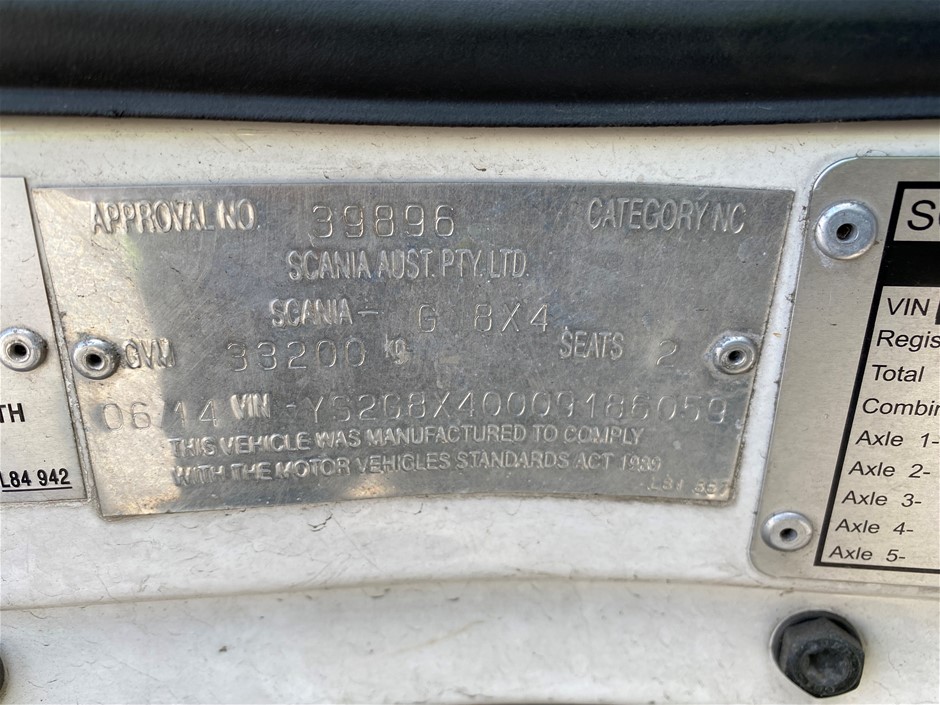 APPROVAL NO. 39896 CATEGORY NC
SCANIA AUST. PTY. LTD.
SCANIA - G 8X4
GVM 33200 kg SEATS 2
06/14 VIN - YS2G8X40009186059
THIS VEHICLE WAS MANUFACTURED TO COMPLY
WITH THE MOTOR VEHICLES STANDARDS ACT 1989
TH
L84 942
VIN
Regis
Total
Combin
Axle 1-
Axle 2-
Axle 3-
Axle 4-
Axle 5-